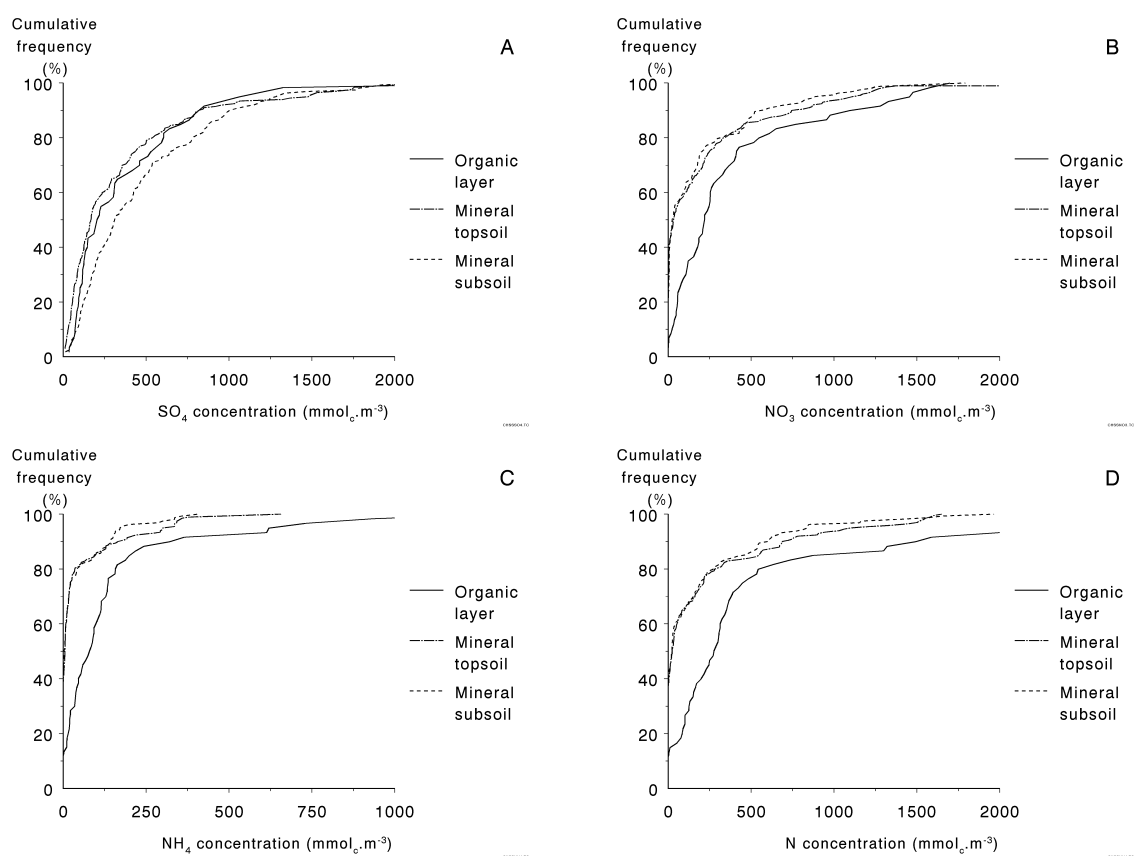 Cumulative
frequency
(%)
A
100
80
60
40
20
0
0 500 1000 1500 2000
SO4 concentration (mmolc.m-3)
Organic
layer
Mineral
topsoil
Mineral
subsoil
Cumulative
frequency
(%)
B
100
80
60
40
20
0
0 500 1000 1500 2000
NO3 concentration (mmolc.m-3)
Organic
layer
Mineral
topsoil
Mineral
subsoil
Cumulative
frequency
(%)
C
100
80
60
40
20
0
0 250 500 750 1000
NH4 concentration (mmolc.m-3)
Organic
layer
Mineral
topsoil
Mineral
subsoil
Cumulative
frequency
(%)
D
100
80
60
40
20
0
0 500 1000 1500 2000
N concentration (mmolc.m-3)
Organic
layer
Mineral
topsoil
Mineral
subsoil